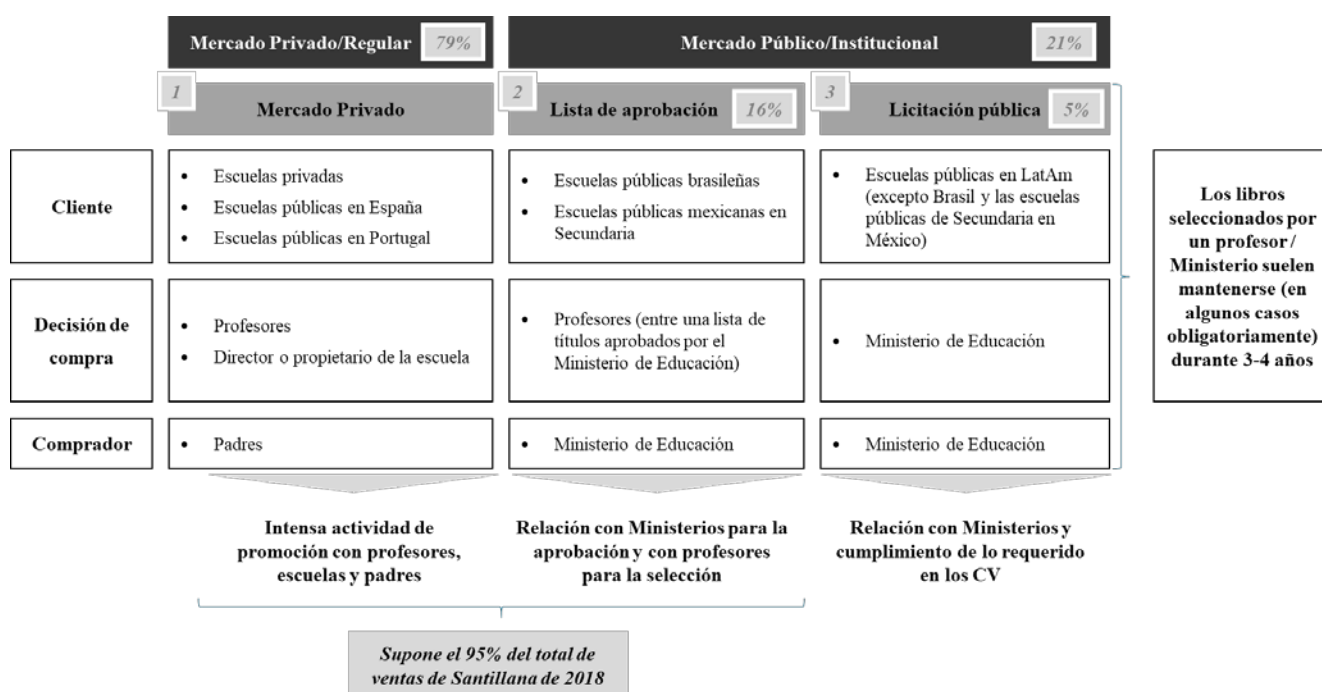 Mercado Privado/Regular
79%
Mercado Público/Institucional
21%
1
Mercado Privado
2
Lista de aprobación
16%
3
Licitación pública
5%
Cliente
• Escuelas privadas
• Escuelas públicas en España
• Escuelas públicas en Portugal
• Escuelas públicas brasileñas
• Escuelas públicas mexicanas en
Secundaria
• Escuelas públicas en LatAm
(excepto Brasil y las escuelas
públicas de Secundaria en
México)
Decisión de
compra
• Profesores
• Director o propietario de la escuela
• Profesores (entre una lista de
títulos aprobados por el
Ministerio de Educación)
• Ministerio de Educación
Comprador
• Padres
• Ministerio de Educación
• Ministerio de Educación
Los libros
seleccionados por
un profesor /
Ministerio suelen
mantenerse (en
algunos casos
obligatoriamente)
durante 3-4 años
Intensa actividad de
promoción con profesores,
escuelas y padres
Relación con Ministerios para la
aprobación y con profesores
para la selección
Relación con Ministerios y
cumplimiento de lo requerido
en los CV
Supone el 95% del total de
ventas de Santillana de 2018